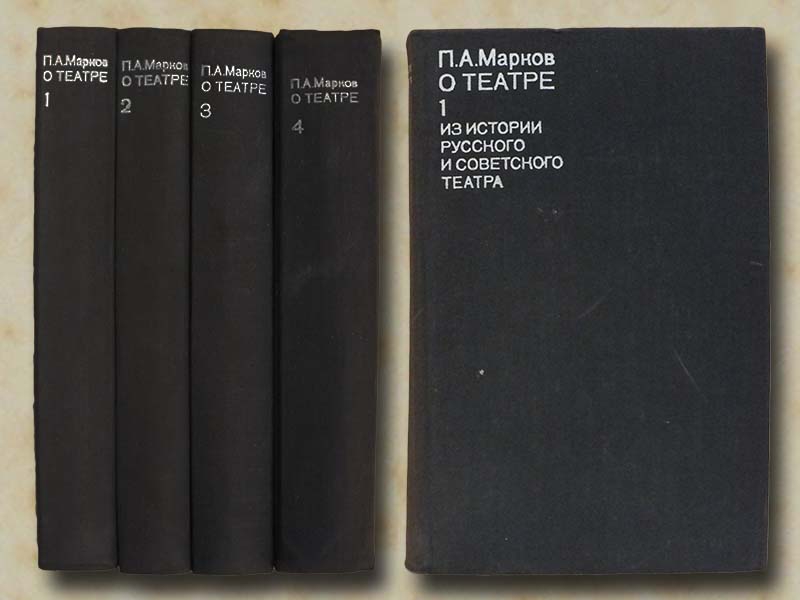 П.А.Марков
О ТЕАТРЕ
1
П.А.Марков
О ТЕАТРЕ
2
П.А.Марков
О ТЕАТРЕ
3
П.А.Марков
О ТЕАТРЕ
4
П.А.Марков
О ТЕАТРЕ
1
ИЗ ИСТОРИИ
РУССКОГО
И СОВЕТСКОГО
ТЕАТРА